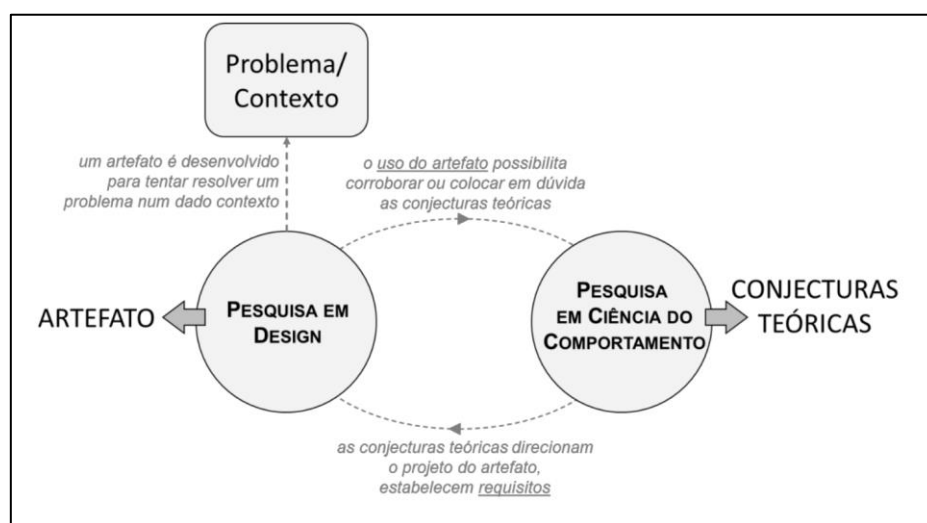 Problema/
Contexto
um artefato é desenvolvido
para tentar resolver um
problema num dado contexto
o uso do artefato possibilita
corroborar ou colocar em dúvida
as conjecturas teóricas
ARTEFATO
PESQUISA EM
DESIGN
PESQUISA
EM CIÊNCIA DO
COMPORTAMENTO
CONJECTURAS
TEÓRICAS
as conjecturas teóricas direcionam
o projeto do artefato,
estabelecem requisitos